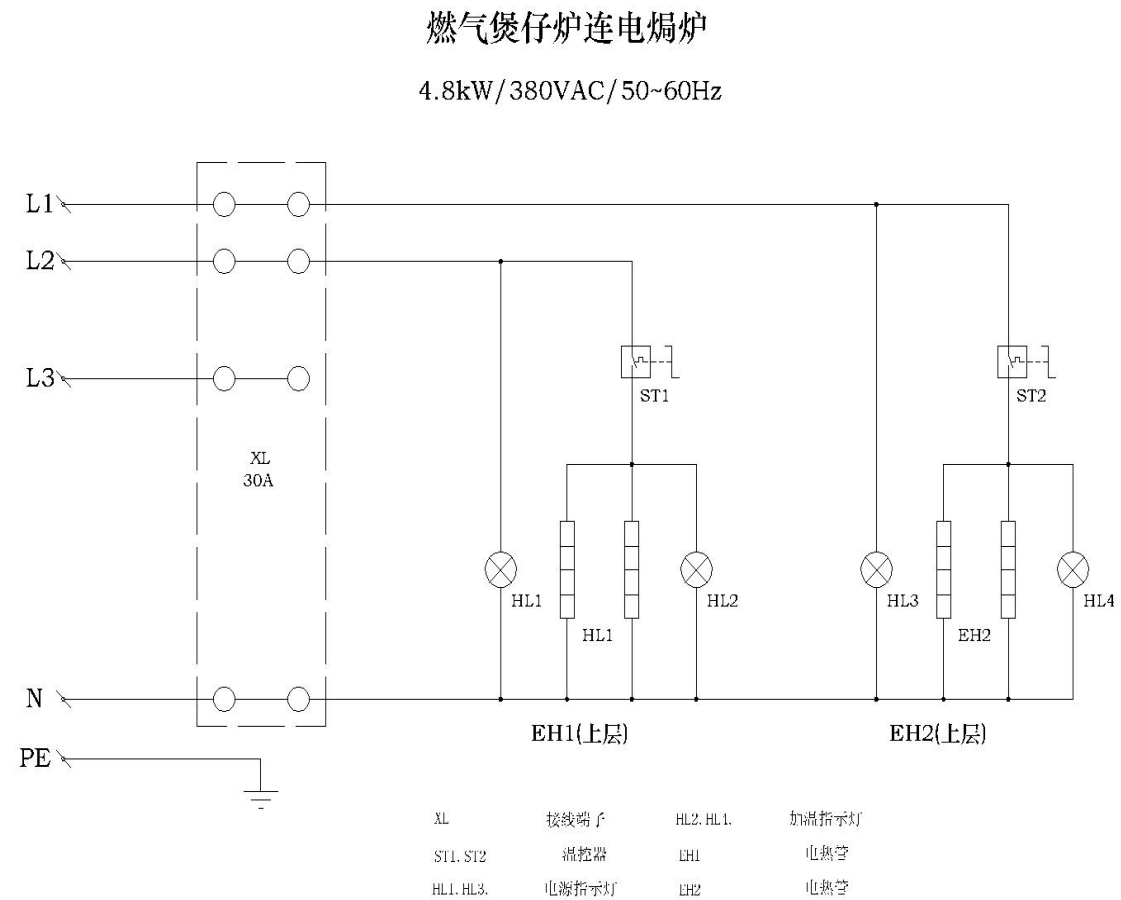 燃气煲仔炉连电焗炉
4.8kW/380VAC/50~60Hz
L1
L2
L3
ST1
ST2
XL
30A
HL1
HL2
HL3
HL4
HL1
EH2
N
EH1(上层)
EH2(上层)
PE
XL 接线端子 HL2.HL4. 加温指示灯
ST1.ST2 温控器 EH1 电热管
HL1.HL3. 电源指示灯 EH2 电热管